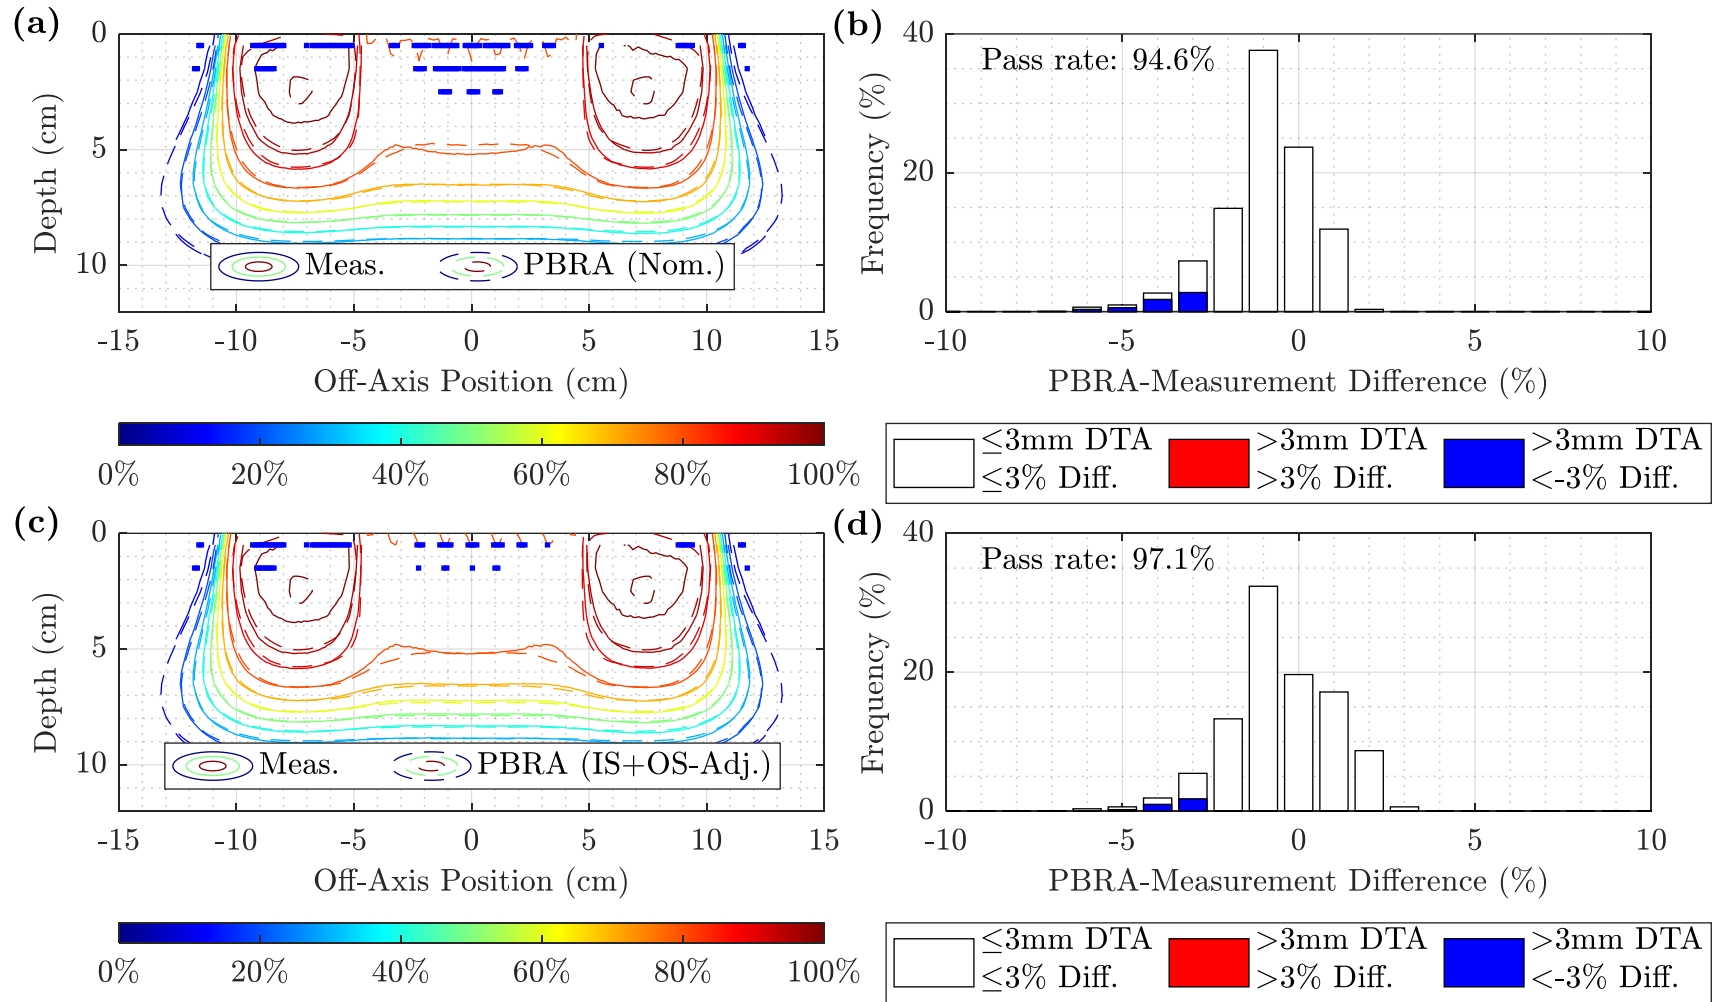 (a)
0
5
10
Depth (cm)
Meas.
PBRA (Nom.)
-15 -10 -5 0 5 10 15
Off-Axis Position (cm)
0% 20% 40% 60% 80% 100%
(b)
40
20
0
Frequency (%)
Pass rate: 94.6%
-10 -5 0 5 10
PBRA-Measurement Difference (%)
≤3mm DTA >3mm DTA >3mm DTA
≤3% Diff. >3% Diff. <-3% Diff.
(c)
0
5
10
Depth (cm)
Meas.
PBRA (IS+OS-Adj.)
-15 -10 -5 0 5 10 15
Off-Axis Position (cm)
0% 20% 40% 60% 80% 100%
(d)
40
20
0
Frequency (%)
Pass rate: 97.1%
-10 -5 0 5 10
PBRA-Measurement Difference (%)
≤3mm DTA >3mm DTA >3mm DTA
≤3% Diff. >3% Diff. <-3% Diff.